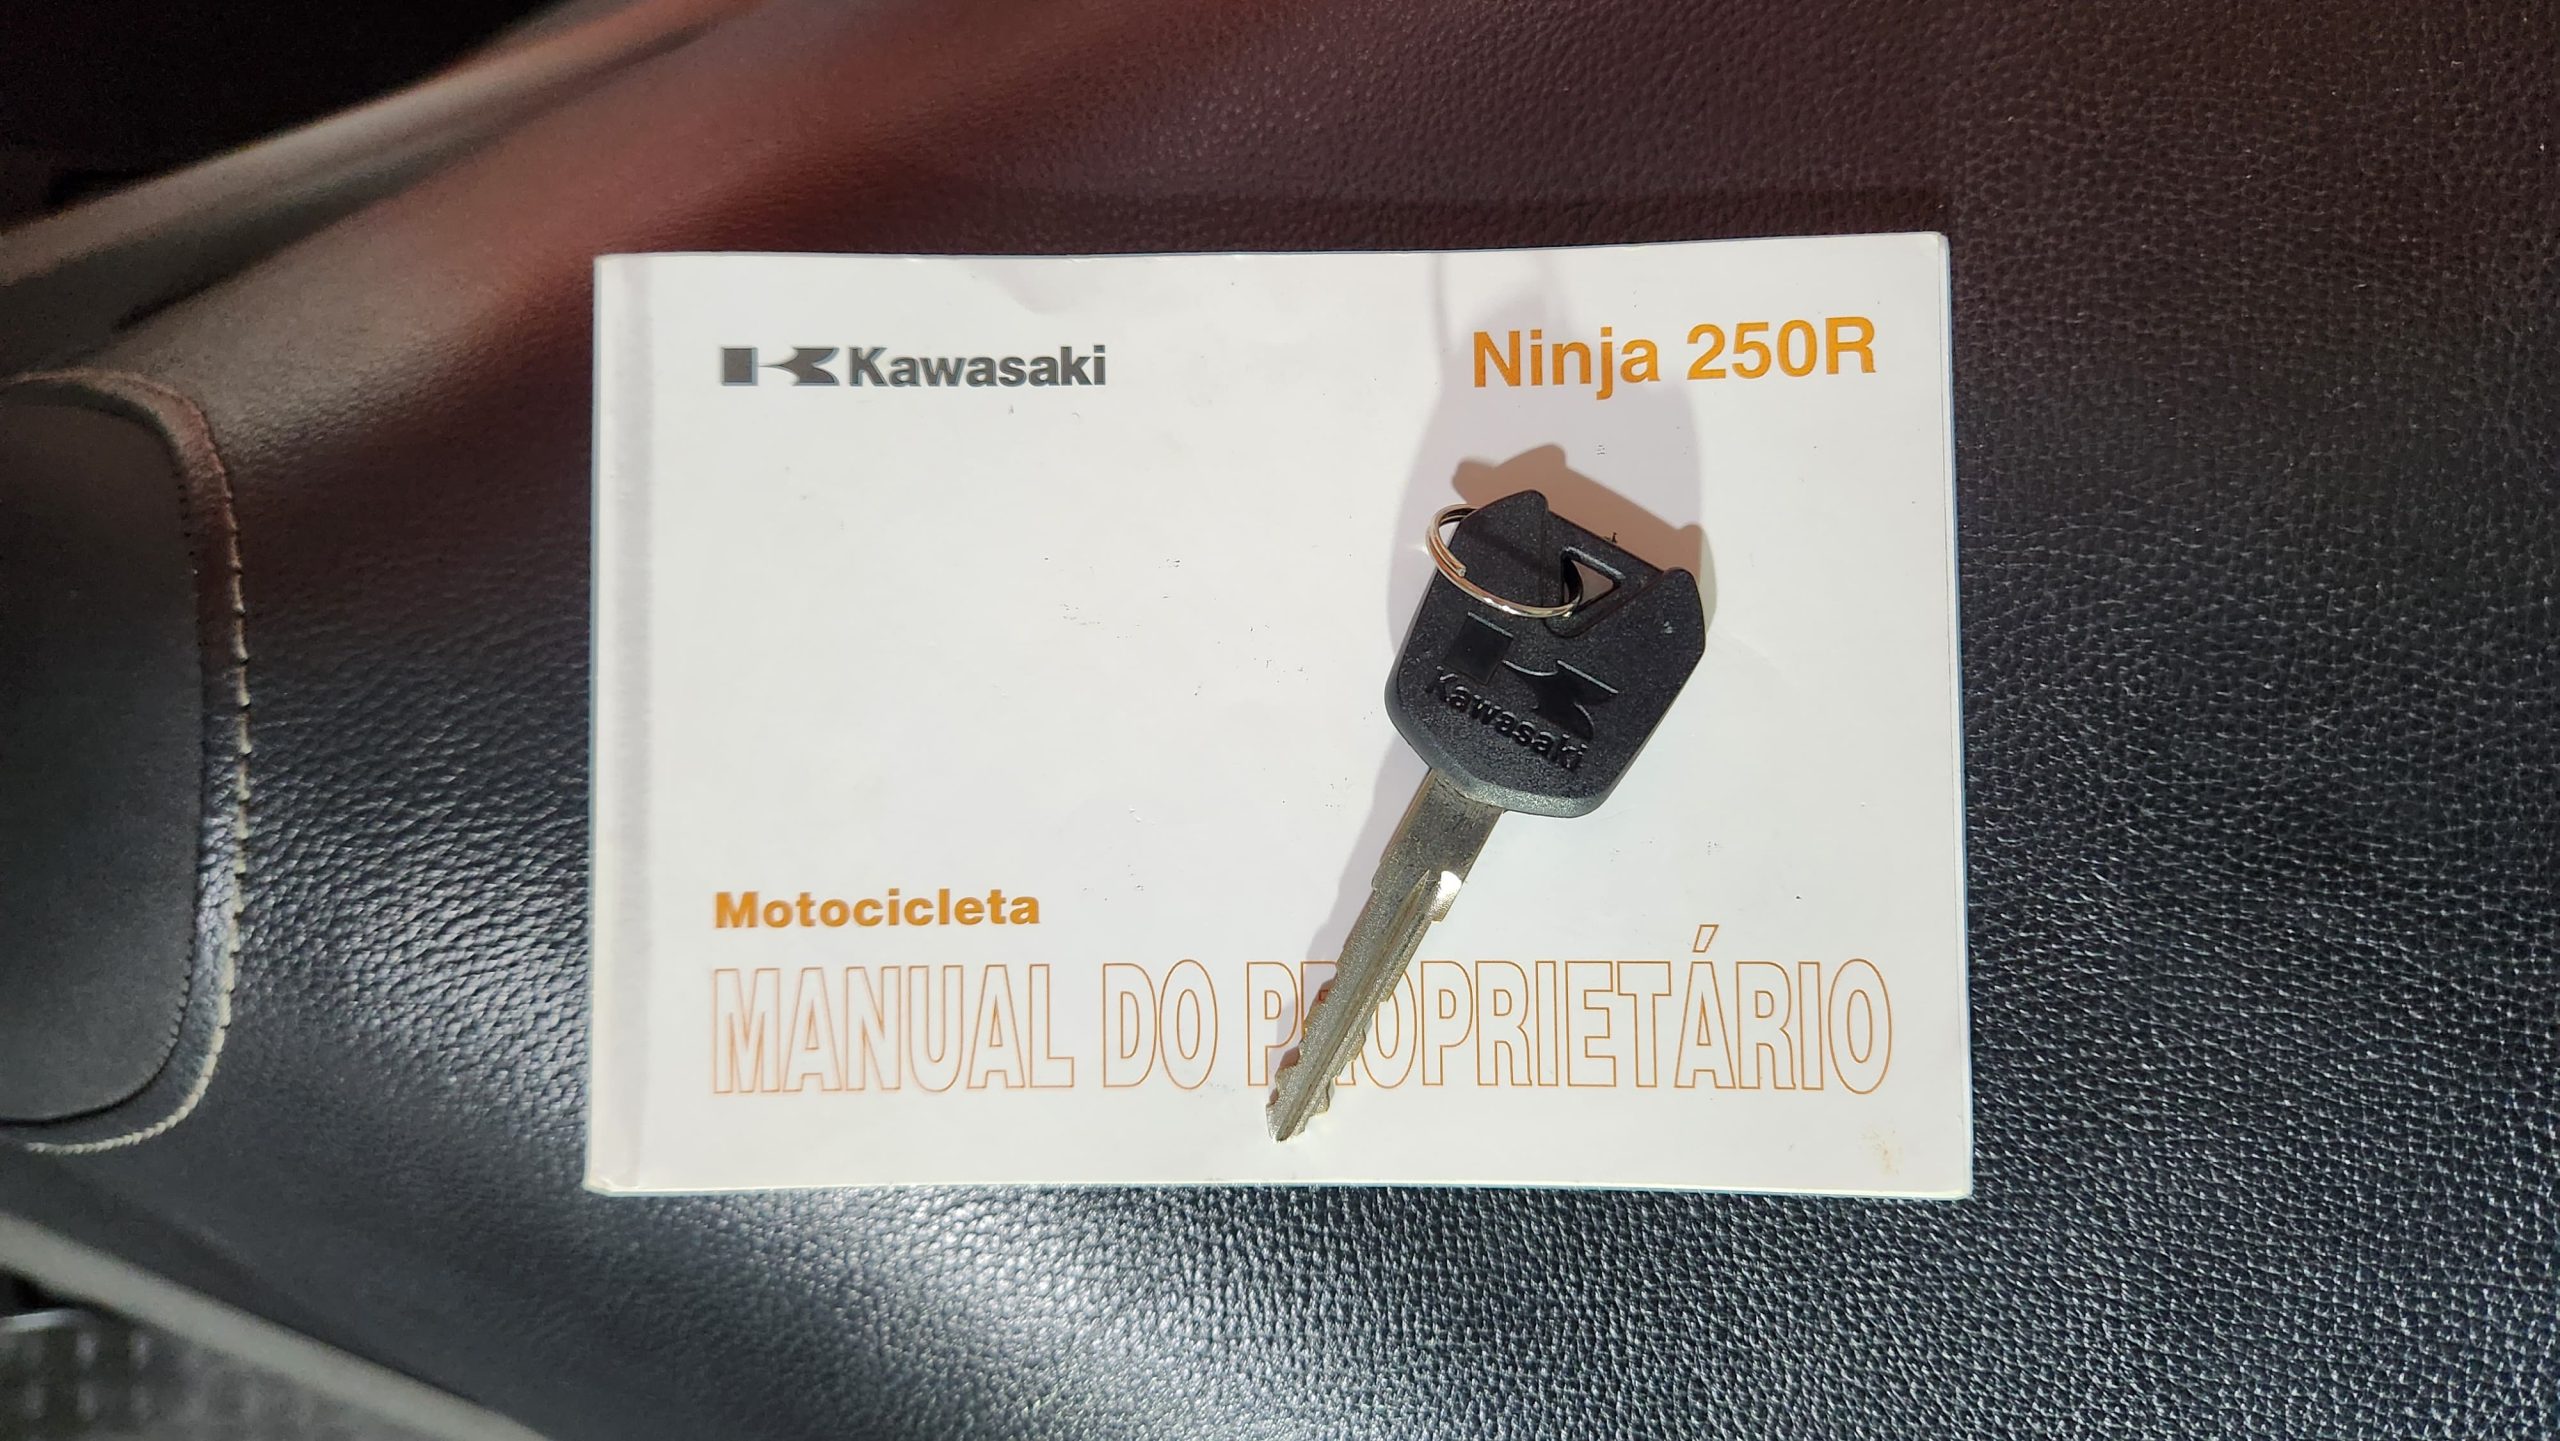 Kawasaki
Ninja 250R
Kawasaki
Motocicleta
MANUAL DO PROPRIETÁRIO